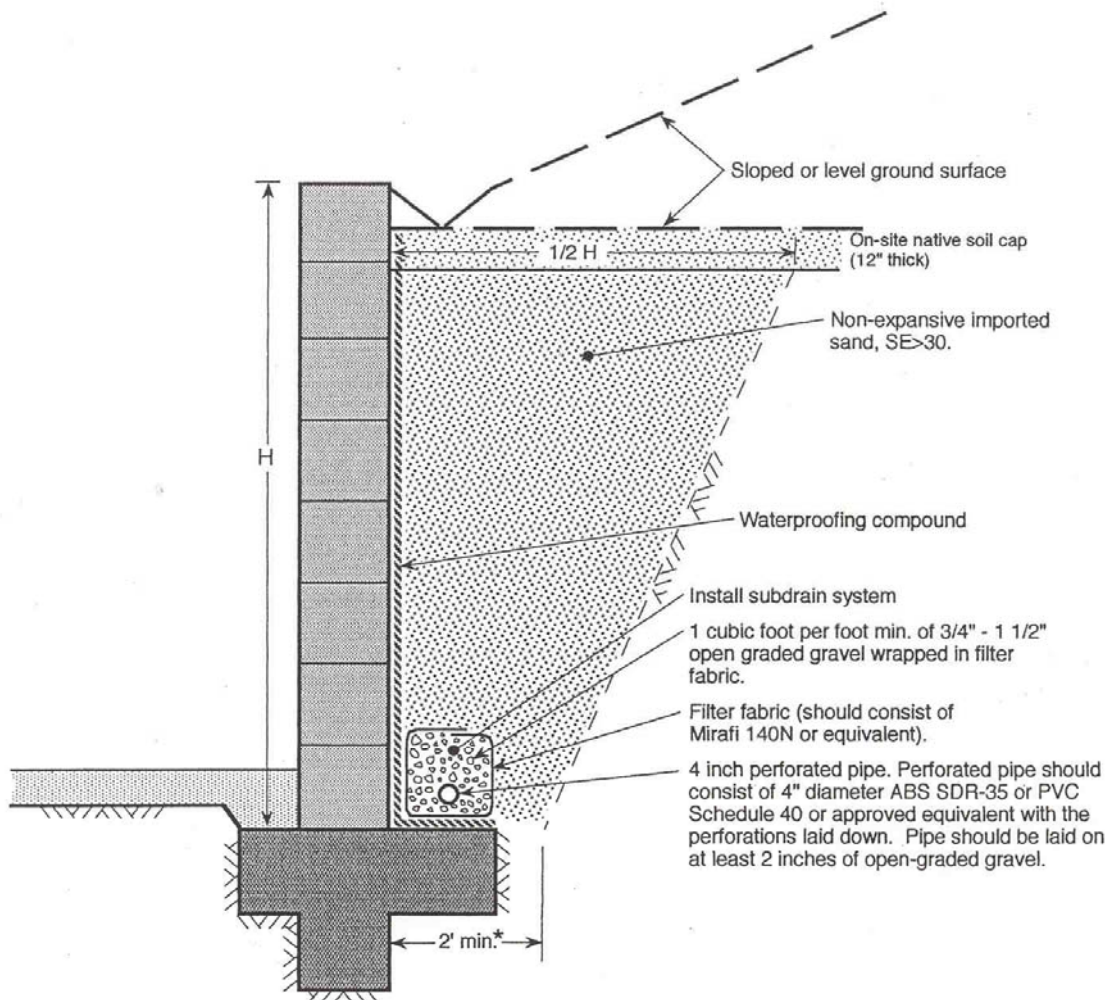 Sloped or level ground surface
1/2 H
On-site native soil cap
(12" thick)
Non-expansive imported
sand, SE>30.
H
Waterproofing compound
Install subdrain system
1 cubic foot per foot min. of 3/4" - 1 1/2"
open graded gravel wrapped in filter
fabric.
Filter fabric (should consist of
Mirafi 140N or equivalent).
4 inch perforated pipe. Perforated pipe should
consist of 4" diameter ABS SDR-35 or PVC
Schedule 40 or approved equivalent with the
perforations laid down. Pipe should be laid on
at least 2 inches of open-graded gravel.
2' min.*